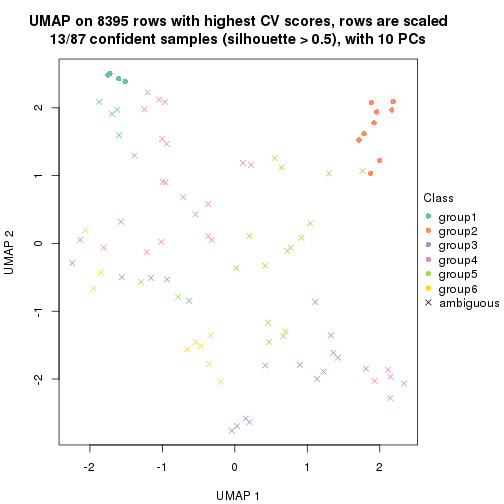 UMAP on 8395 rows with highest CV scores, rows are scaled
13/87 confident samples (silhouette > 0.5), with 10 PCs
UMAP 2
2
1
0
-1
-2
-2
-1
0
1
2
UMAP 1
Class
group1
group2
group3
group4
group5
group6
ambiguous